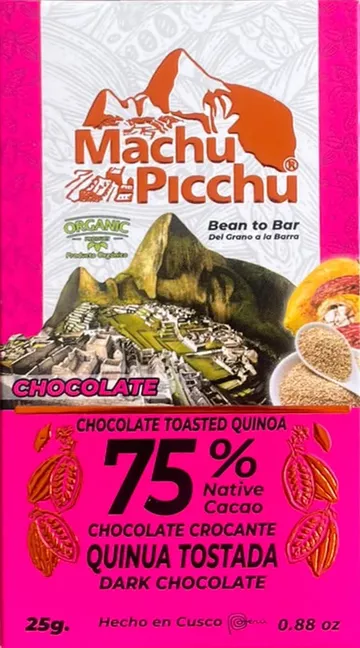 Machu
Picchu®
ORGANIC
Producto Orgánico
Bean to Bar
Del Grano a la Barra
CHOCOLATE
CHOCOLATE TOASTED QUINOA
75%
Native
Cacao
CHOCOLATE CROCANTE
QUINUA TOSTADA
DARK CHOCOLATE
25g.
Hecho en Cusco Perú
0.88 oz